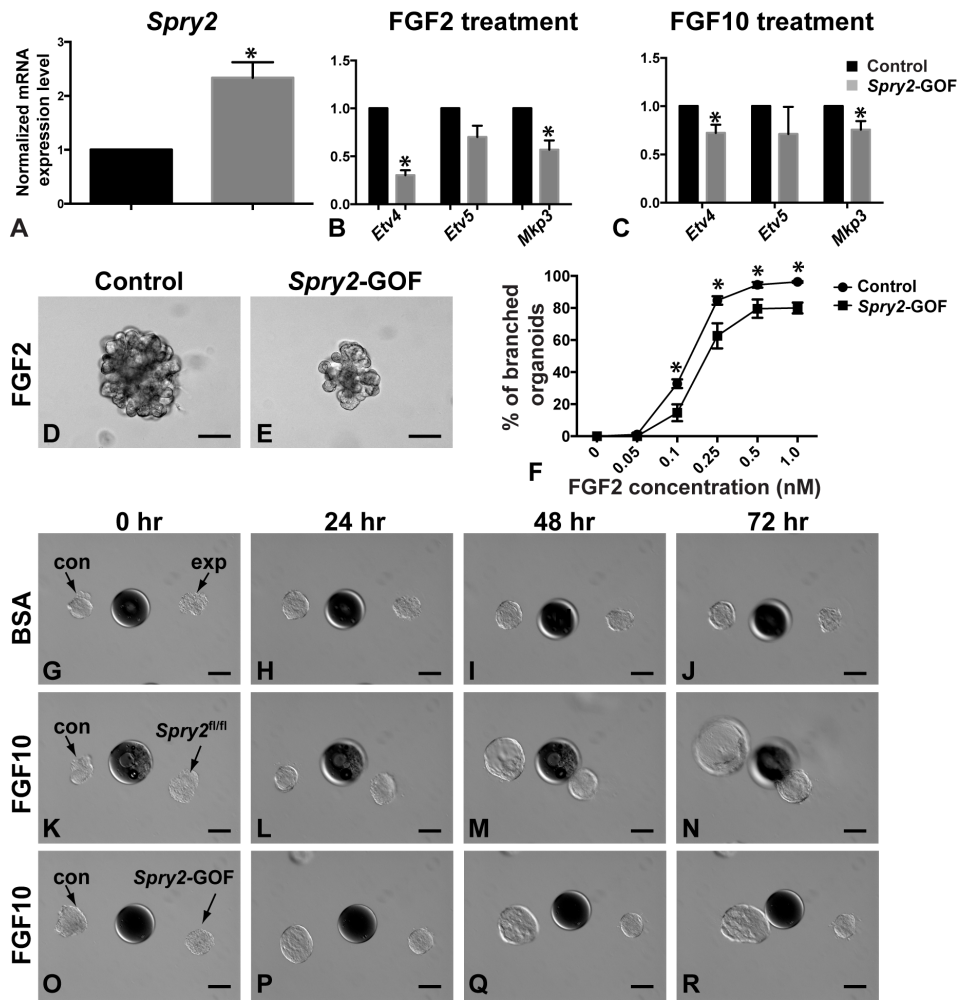 Spry2
FGF2 treatment
FGF10 treatment
Normalized mRNA
expression level
3
2
1
0
*
A
1.5
1.0
0.5
0.0
*
*
Etv4
Etv5
Mkp3
B
1.5
1.0
0.5
0.0
*
*
Etv4
Etv5
Mkp3
C
Control
Spry2-GOF
Control
Spry2-GOF
FGF2
D
E
% of branched
organoids
100
80
60
40
20
0
*
*
*
*
Control
Spry2-GOF
0
0.05
0.1
0.25
0.5
1.0
F
FGF2 concentration (nM)
0 hr
24 hr
48 hr
72 hr
BSA
con
exp
G
H
I
J
FGF10
con
Spry2fl/fl
K
L
M
N
FGF10
con
Spry2-GOF
O
P
Q
R